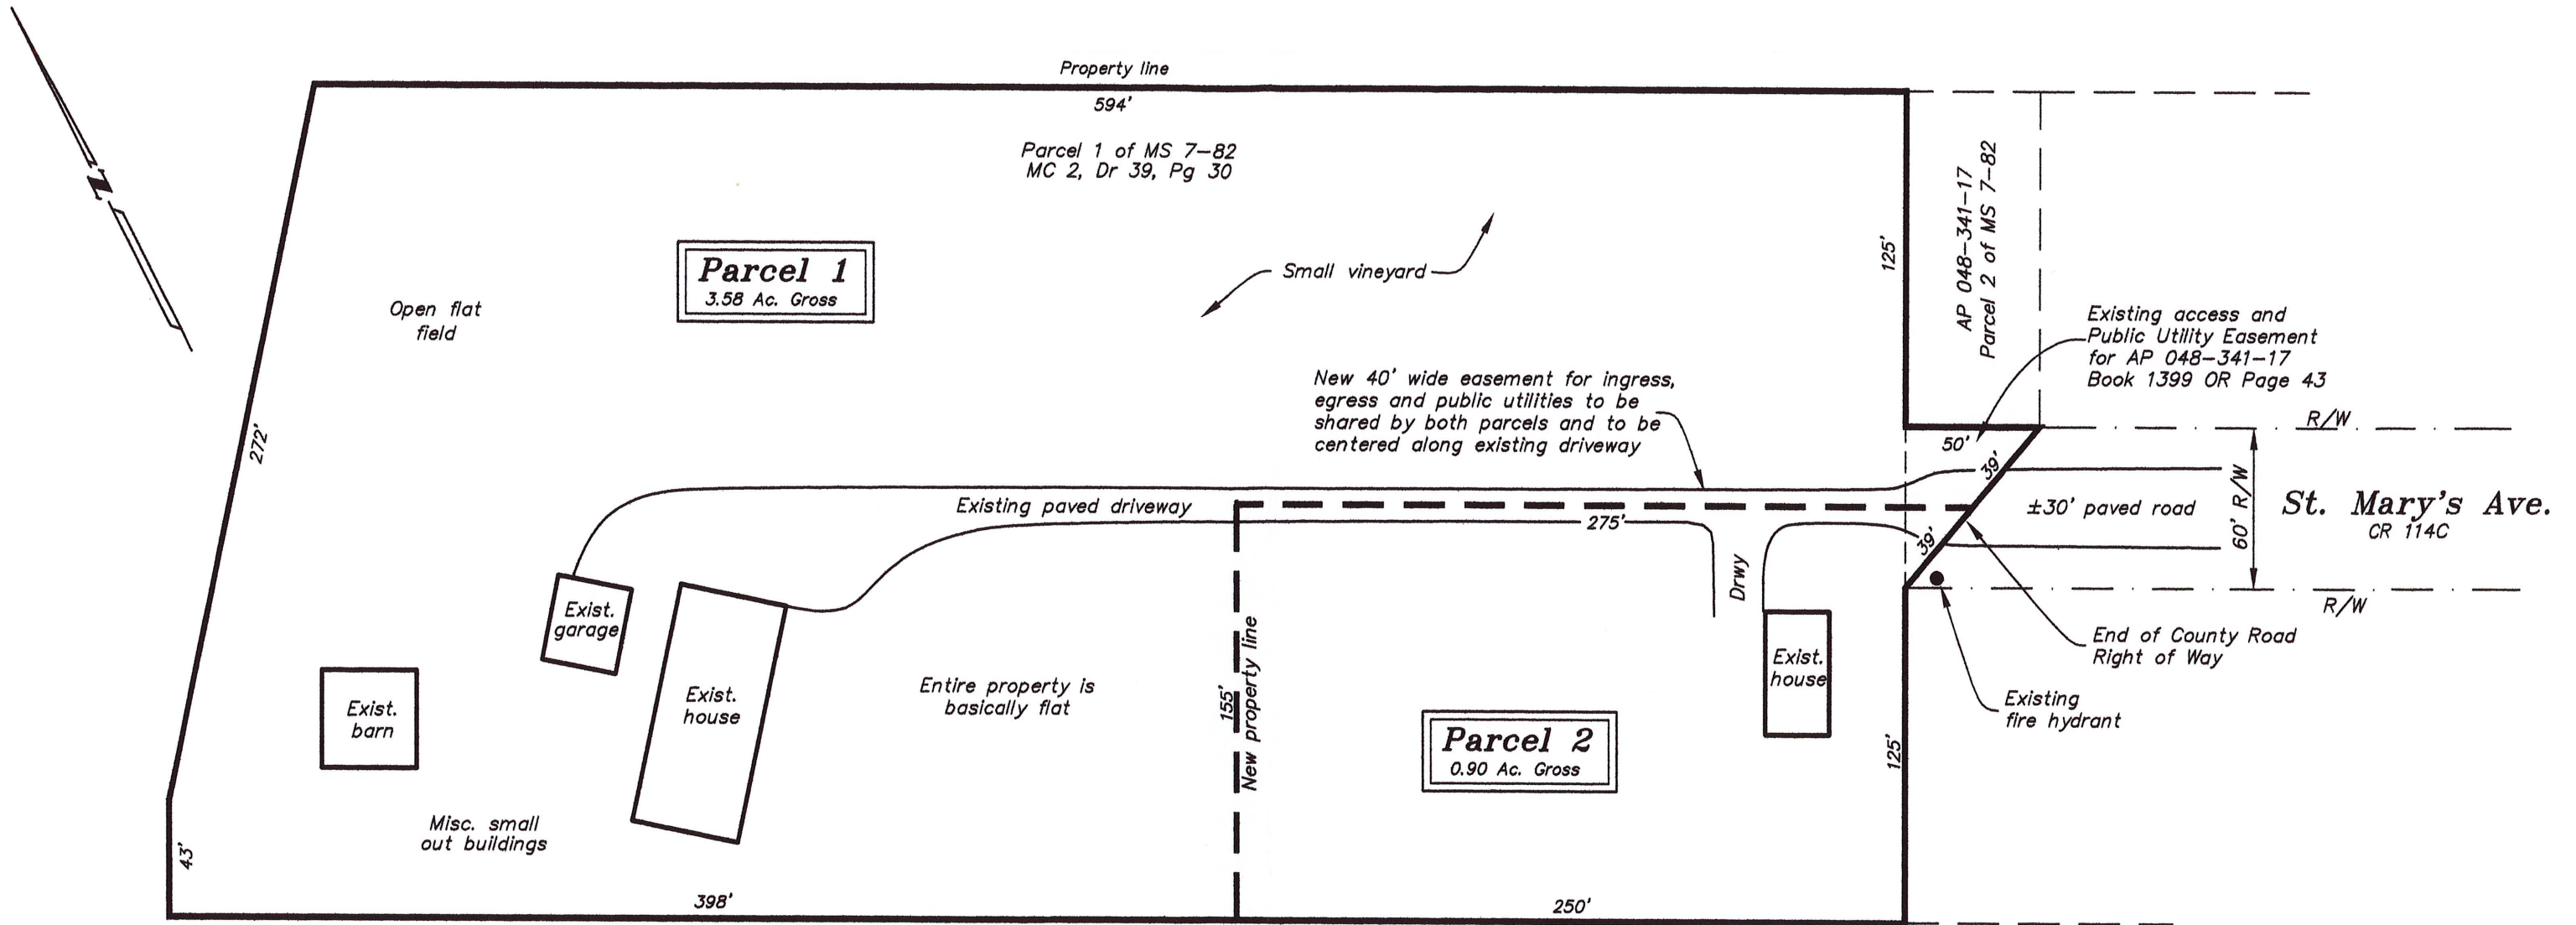 Property line
594'
Parcel 1 of MS 7-82
MC 2, Dr 39, Pg 30
N
Parcel 1
3.58 Ac. Gross
Small vineyard
Open flat
field
125'
AP 048-341-17
Parcel 2 of MS 7-82
Existing access and
Public Utility Easement
for AP 048-341-17
Book 1399 OR Page 43
New 40' wide easement for ingress,
egress and public utilities to be
shared by both parcels and to be
centered along existing driveway
272'
50'
39'
R/W
Existing paved driveway
275'
±30' paved road
60' R/W
St. Mary's Ave.
CR 114C
39'
Drwy
R/W
Exist.
garage
Exist.
house
Exist.
barn
Entire property is
basically flat
155'
New property line
Exist.
house
End of County Road
Right of Way
Existing
fire hydrant
Parcel 2
0.90 Ac. Gross
125'
Misc. small
out buildings
43'
398'
250'